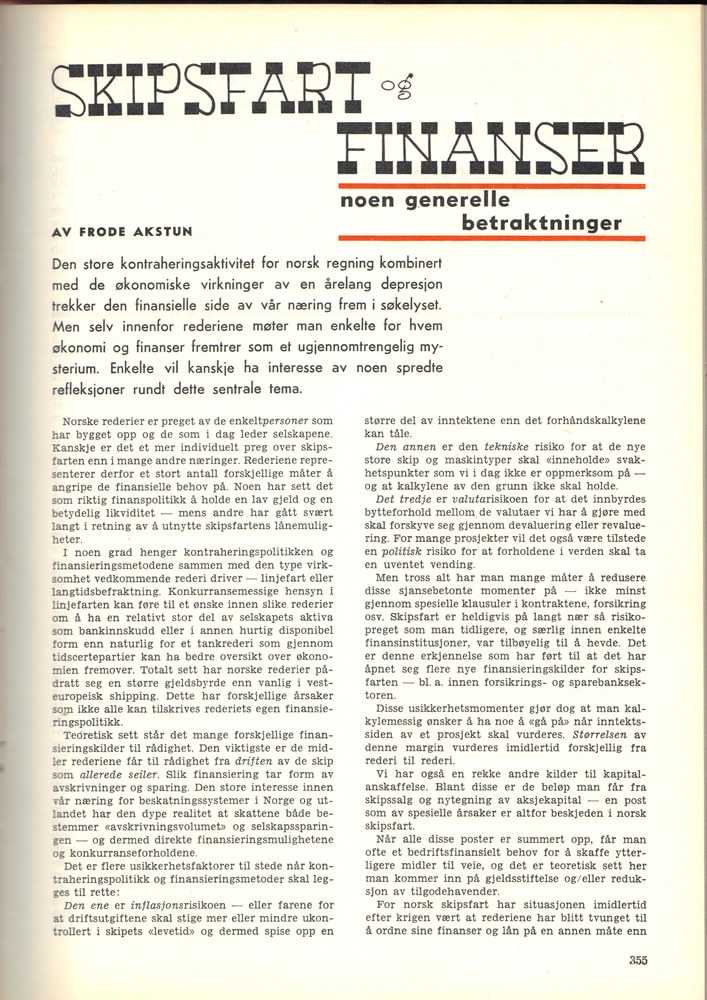 SKIPSFART og
FINANSER
noen generelle
betraktninger
AV FRODE AKSTUN
Den store kontraheringsaktivitet for norsk regning kombinert
med de økonomiske virkninger av en årelang depresjon
trekker den finansielle side av vår næring frem i søkelyset.
Men selv innenfor rederiene møter man enkelte for hvem
økonomi og finanser fremtrer som et ugjennomtrengelig my-
sterium. Enkelte vil kanskje ha interesse av noen spredte
refleksjoner rundt dette sentrale tema.
Norske rederier er preget av de enkeltpersoner som
har bygget opp og de som i dag leder selskapene.
Kanskje er det et mer individuelt preg over skips-
farten enn i mange andre næringer. Rederiene repre-
senterer derfor et stort antall forskjellige måter å
angripe de finansielle behov på. Noen har sett det
som riktig finanspolitikk å holde en lav gjeld og en
betydelig likviditet — mens andre har gått svært
langt i retning av å utnytte skipsfartens lånemulig-
heter.
I noen grad henger kontraheringspolitikken og
finansieringsmetodene sammen med den type virk-
somhet vedkommende rederi driver — linjefart eller
langtidsbefraktning. Konkurransemessige hensyn i
linjefarten kan føre til et ønske innen slike rederier
om å ha en relativt stor del av selskapets aktiva
som bankinnskudd eller i annen hurtig disponibel
form enn naturlig for et tankrederi som gjennom
tidscertepartier kan ha bedre oversikt over økono-
mien fremover. Totalt sett har norske rederier på-
dratt seg en større gjeldsbyrde enn vanlig i vest-
europeisk shipping. Dette har forskjellige årsaker
som ikke alle kan tilskrives rederiets egen finansie-
ringspolitikk.
Teoretisk sett står det mange forskjellige finan-
sieringskilder til rådighet. Den viktigste er de mid-
ler rederiene får til rådighet fra driften av de skip
som allerede seiler. Slik finansiering tar form av
avskrivninger og sparing. Den store interesse innen
vår næring for beskatningssystemer i Norge og ut-
landet har den dype realitet at skattene både be-
stemmer «avskrivningsvolumet» og selskapssparin-
gen — og dermed direkte finansieringsmulighetene
og konkurranseforholdene.
Det er flere usikkerhetsfaktorer til stede når kon-
traheringspolitikk og finansieringsmetoder skal leg-
ges til rette:
Den ene er inflasjonsrisikoen — eller faren for
at driftsutgiftene skal stige mer eller mindre ukon-
trollert i skipets «levetid» og dermed spise opp en
større del av inntektene enn det forhåndskalkylene
kan tåle.
Den annen er den tekniske risiko for at de nye
store skip og maskintyper skal «inneholde» svak-
hetspunkter som vi i dag ikke er oppmerksom på —
og at kalkylene av den grunn ikke skal holde.
Det tredje er valutarisikoen for at det innbyrdes
bytteforhold mellom de valutaer vi har å gjøre med
skal forskyve seg gjennom devaluering eller revalue-
ring. For mange prosjekter vil det også være tilstede
en politisk risiko for at forholdene i verden skal ta
en uventet vending.
Men tross alt har man mange måter å redusere
disse sjansebetonte momenter på — ikke minst
gjennom spesielle klausuler i kontraktene, forsikring
osv. Skipsfart er heldigvis på langt nær så risiko-
preget som man tidligere, og særlig innen enkelte
finansinstitusjoner, var tilbøyelig til å hevde. Det
er denne erkjennelse som har ført til at det har
åpnet seg flere nye finansieringskilder for skips-
farten — bl. a. innen forsikrings- og sparebanksek-
toren.
Disse usikkerhetsmomenter gjør dog at man kal-
kylemessig ønsker å ha noe å «gå på» når inntekts-
siden av et prosjekt skal vurderes. Størrelsen av
denne margin vurderes imidlertid forskjellig fra
rederi til rederi.
Vi har også en rekke andre kilder til kapital-
anskaffelse. Blant disse er de beløp man får fra
skipssalg og nytegning av aksjekapital — en post
som av spesielle årsaker er altfor beskjeden i norsk
skipsfart.
Når alle disse poster er summert opp, får man
ofte et bedriftsfinansielt behov for å skaffe ytter-
ligere midler til veie, og det er teoretisk sett her
man kommer inn på gjeldsstiftelse og/eller reduk-
sjon av tilgodehavender.
For norsk skipsfart har situasjonen imidlertid
efter krigen vært at rederiene har blitt tvunget til
å ordne sine finanser og lån på en annen måte enn
355